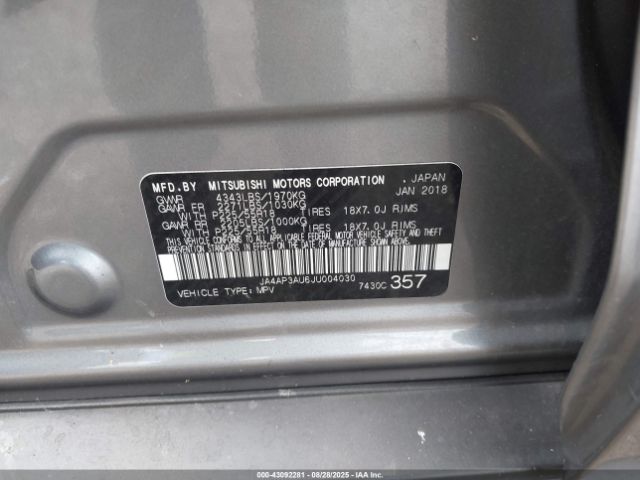 MFD.BY MITSUBISHI MOTORS CORPORATION , JAPAN
GVWR 4343LBS/1970KG JAN 2018
GAWR FR 2271LBS/1030KG
WITH P225/55R18 TIRES 18X7.0J RIMS
GAWR RR /1000KG
WITH P225/55R18 TIRES 18X7.0J RIMS
THIS VEHICLE CONFORMS TO ALL APPLICABLE FEDERAL MOTOR VEHICLE SAFETY AND THEFT
PREVENTION STANDARDS IN EFFECT ON THE DATE OF MANUFACTURE SHOWN ABOVE.
JA4AP3AU6JU004030
VEHICLE TYPE: MPV 7430C 357
000-43092281 - 08/28/2025 - IAAI.COM